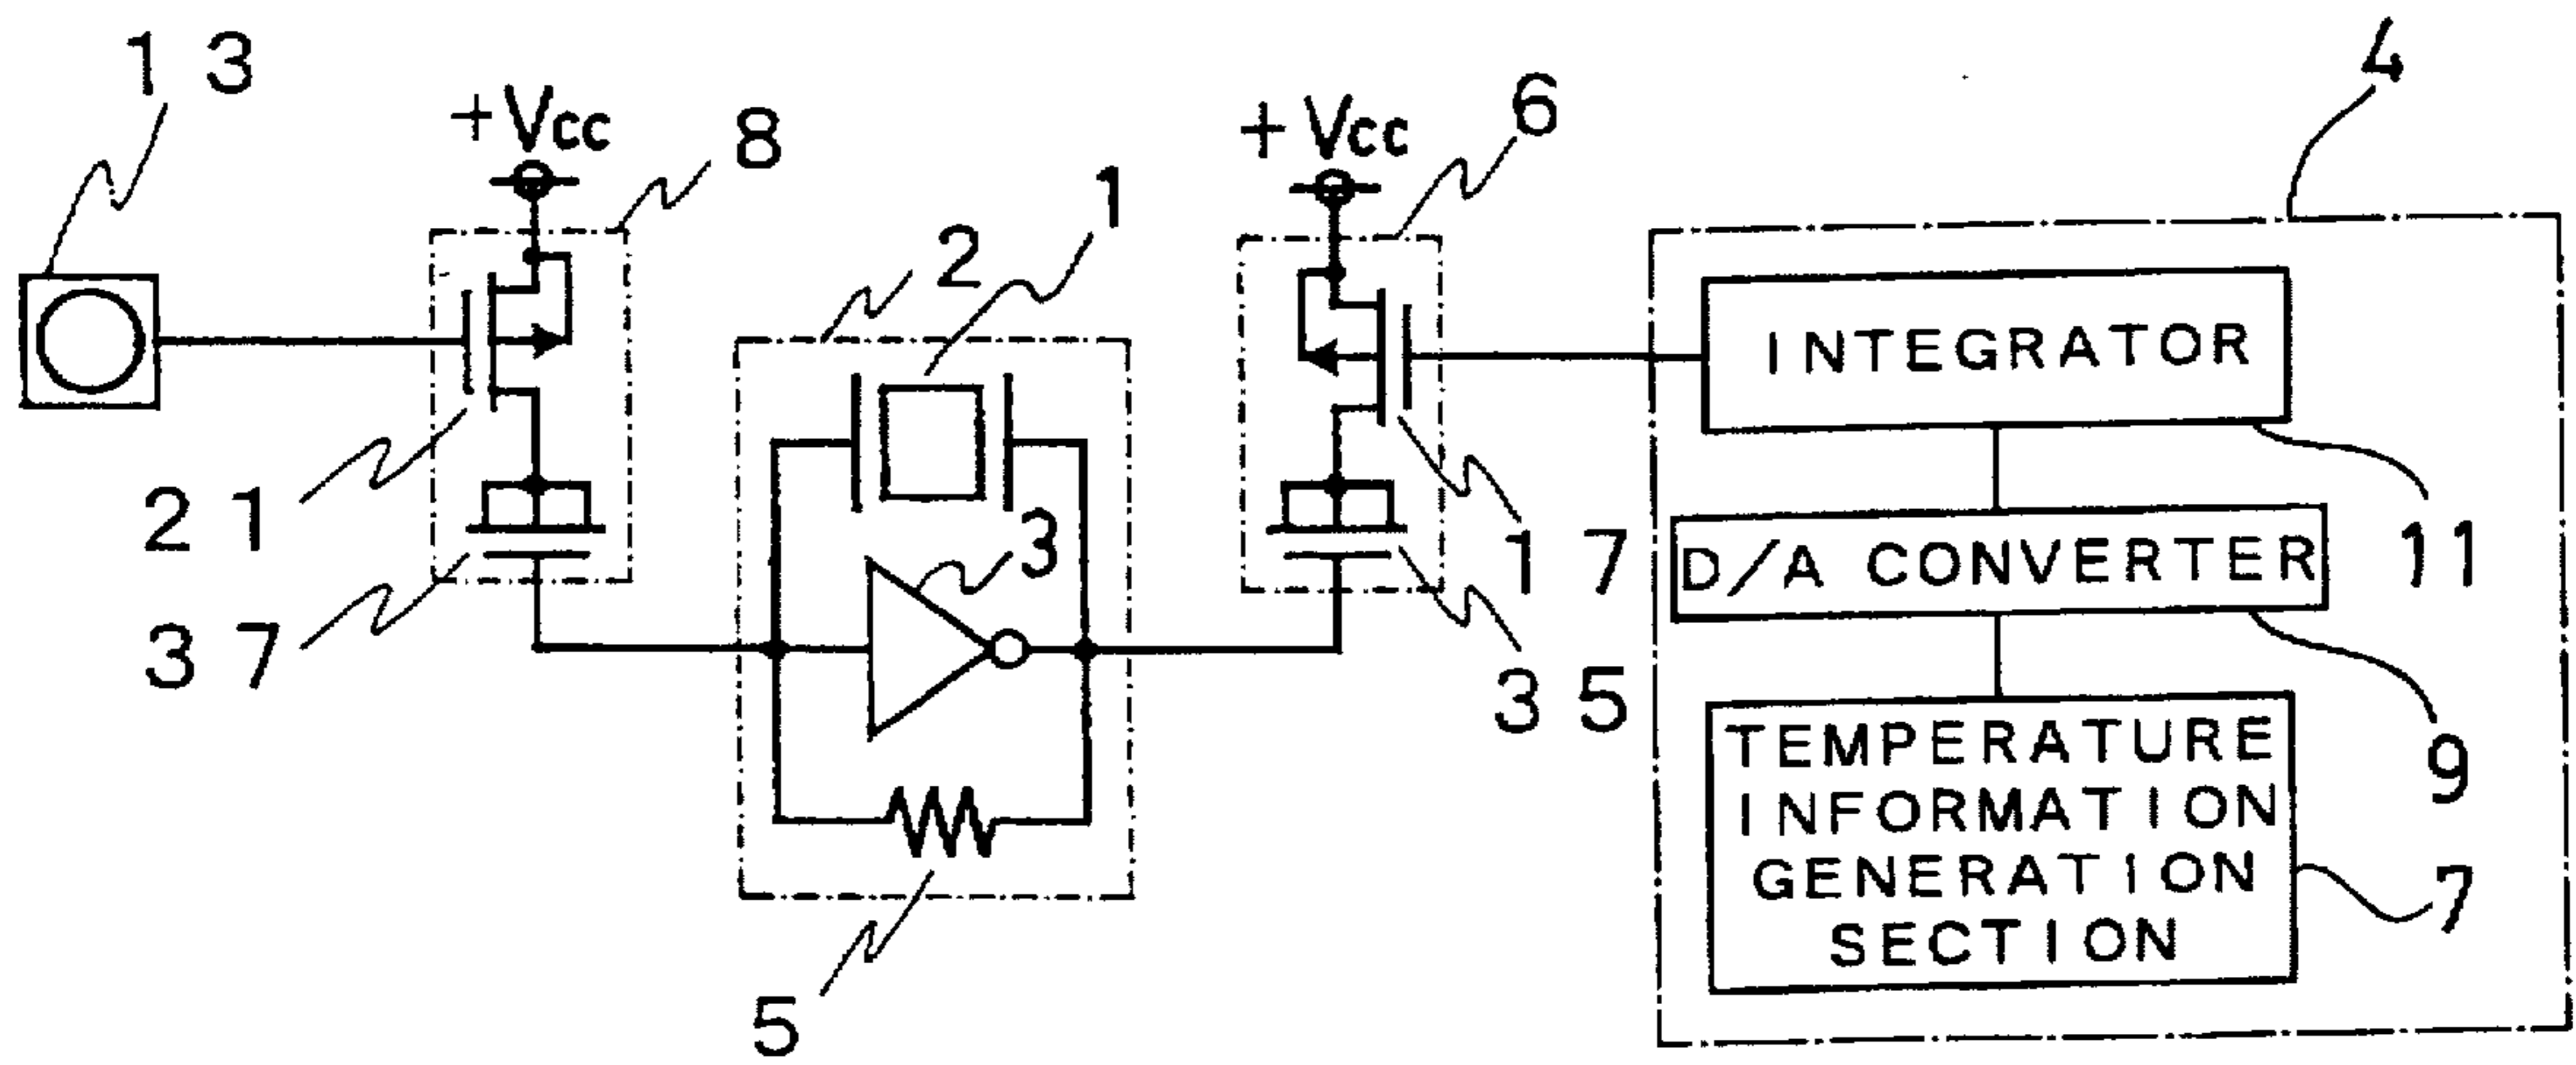 13
+Vcc
8
2
1
+Vcc
6
4
INTEGRATOR
21
3
17
D/A CONVERTER
11
37
35
TEMPERATURE
INFORMATION
GENERATION
SECTION
9
7
5